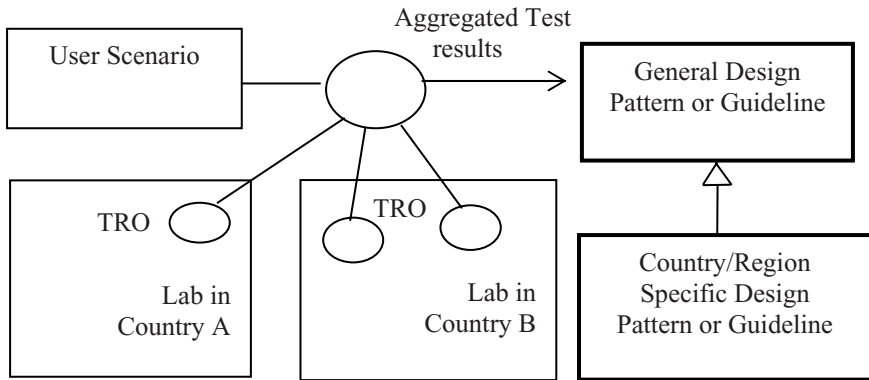 User Scenario
Aggregated Test
results
General Design
Pattern or Guideline
TRO
Lab in
Country A
TRO
Lab in
Country B
Country/Region
Specific Design
Pattern or Guideline